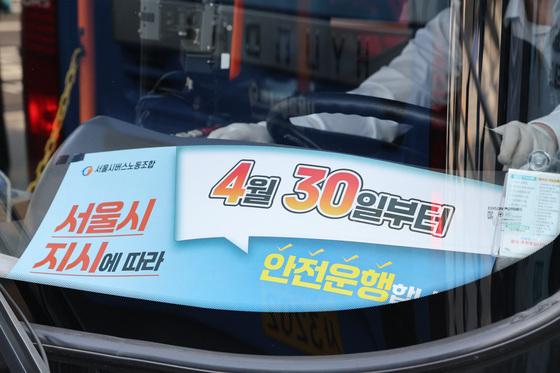 서울시버스노동조합
4월 30일부터
서울시
지시에 따라
안전운행합